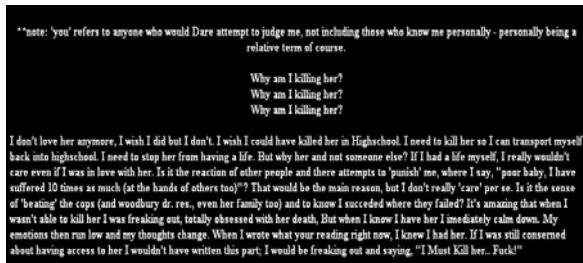 **note: 'you' refers to anyone who would Dare attempt to judge me, not including those who know me personally - personally being a
relative term of course.
Why am I killing her?
Why am I killing her?
Why am I killing her?
I don't love her anymore, I wish I did but I don't. I wish I could have killed her in Highschool. I need to kill her so I can transport myself
back into highschool. I need to stop her from having a life. But why her and not someone else? If I had a life myself, I really wouldn't
care even if I was in love with her. Is it the reaction of other people and there attempts to 'punish' me, where I say, "poor baby, I have
suffered 10 times as much (at the hands of others too)"? That would be the main reason, but I don't really 'care' per se. Is it the sense
of 'beating' the cops (and woodbury dr. res., even her family too) and to know I succeded where they failed? It's amazing that when I
wasn't able to kill her I was freaking out, totally obsessed with her death, But when I know I have her I imediately calm down. My
emotions then run low and my thoughts change. When I wrote what your reading right now, I knew I had her. If I was still conserned
about having access to her I wouldn't have written this part; I would be freaking out and saying, "I Must Kill her.. Fuck!"